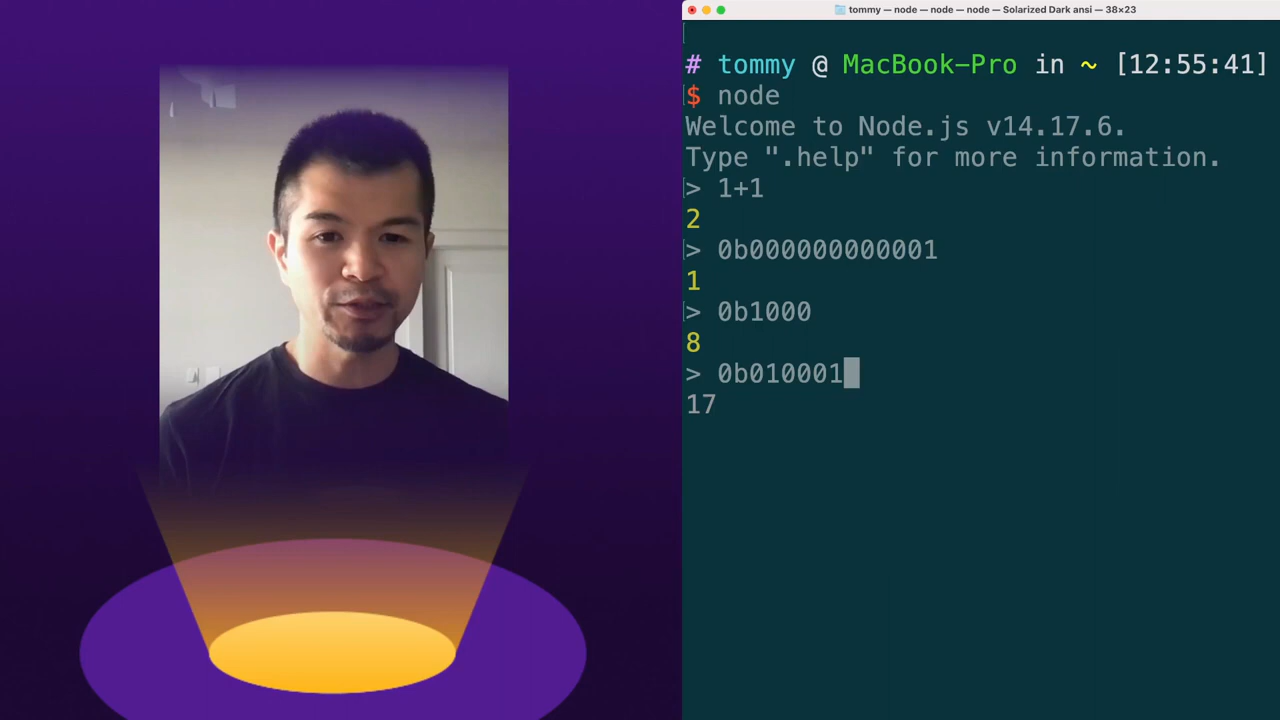 tommy — node — node — node — Solarized Dark ansi — 38×23
# tommy @ MacBook-Pro in ~ [12:55:41]
$ node
Welcome to Node.js v14.17.6.
Type ".help" for more information.
> 1+1
2
> 0b000000000001
1
> 0b1000
8
> 0b010001
17